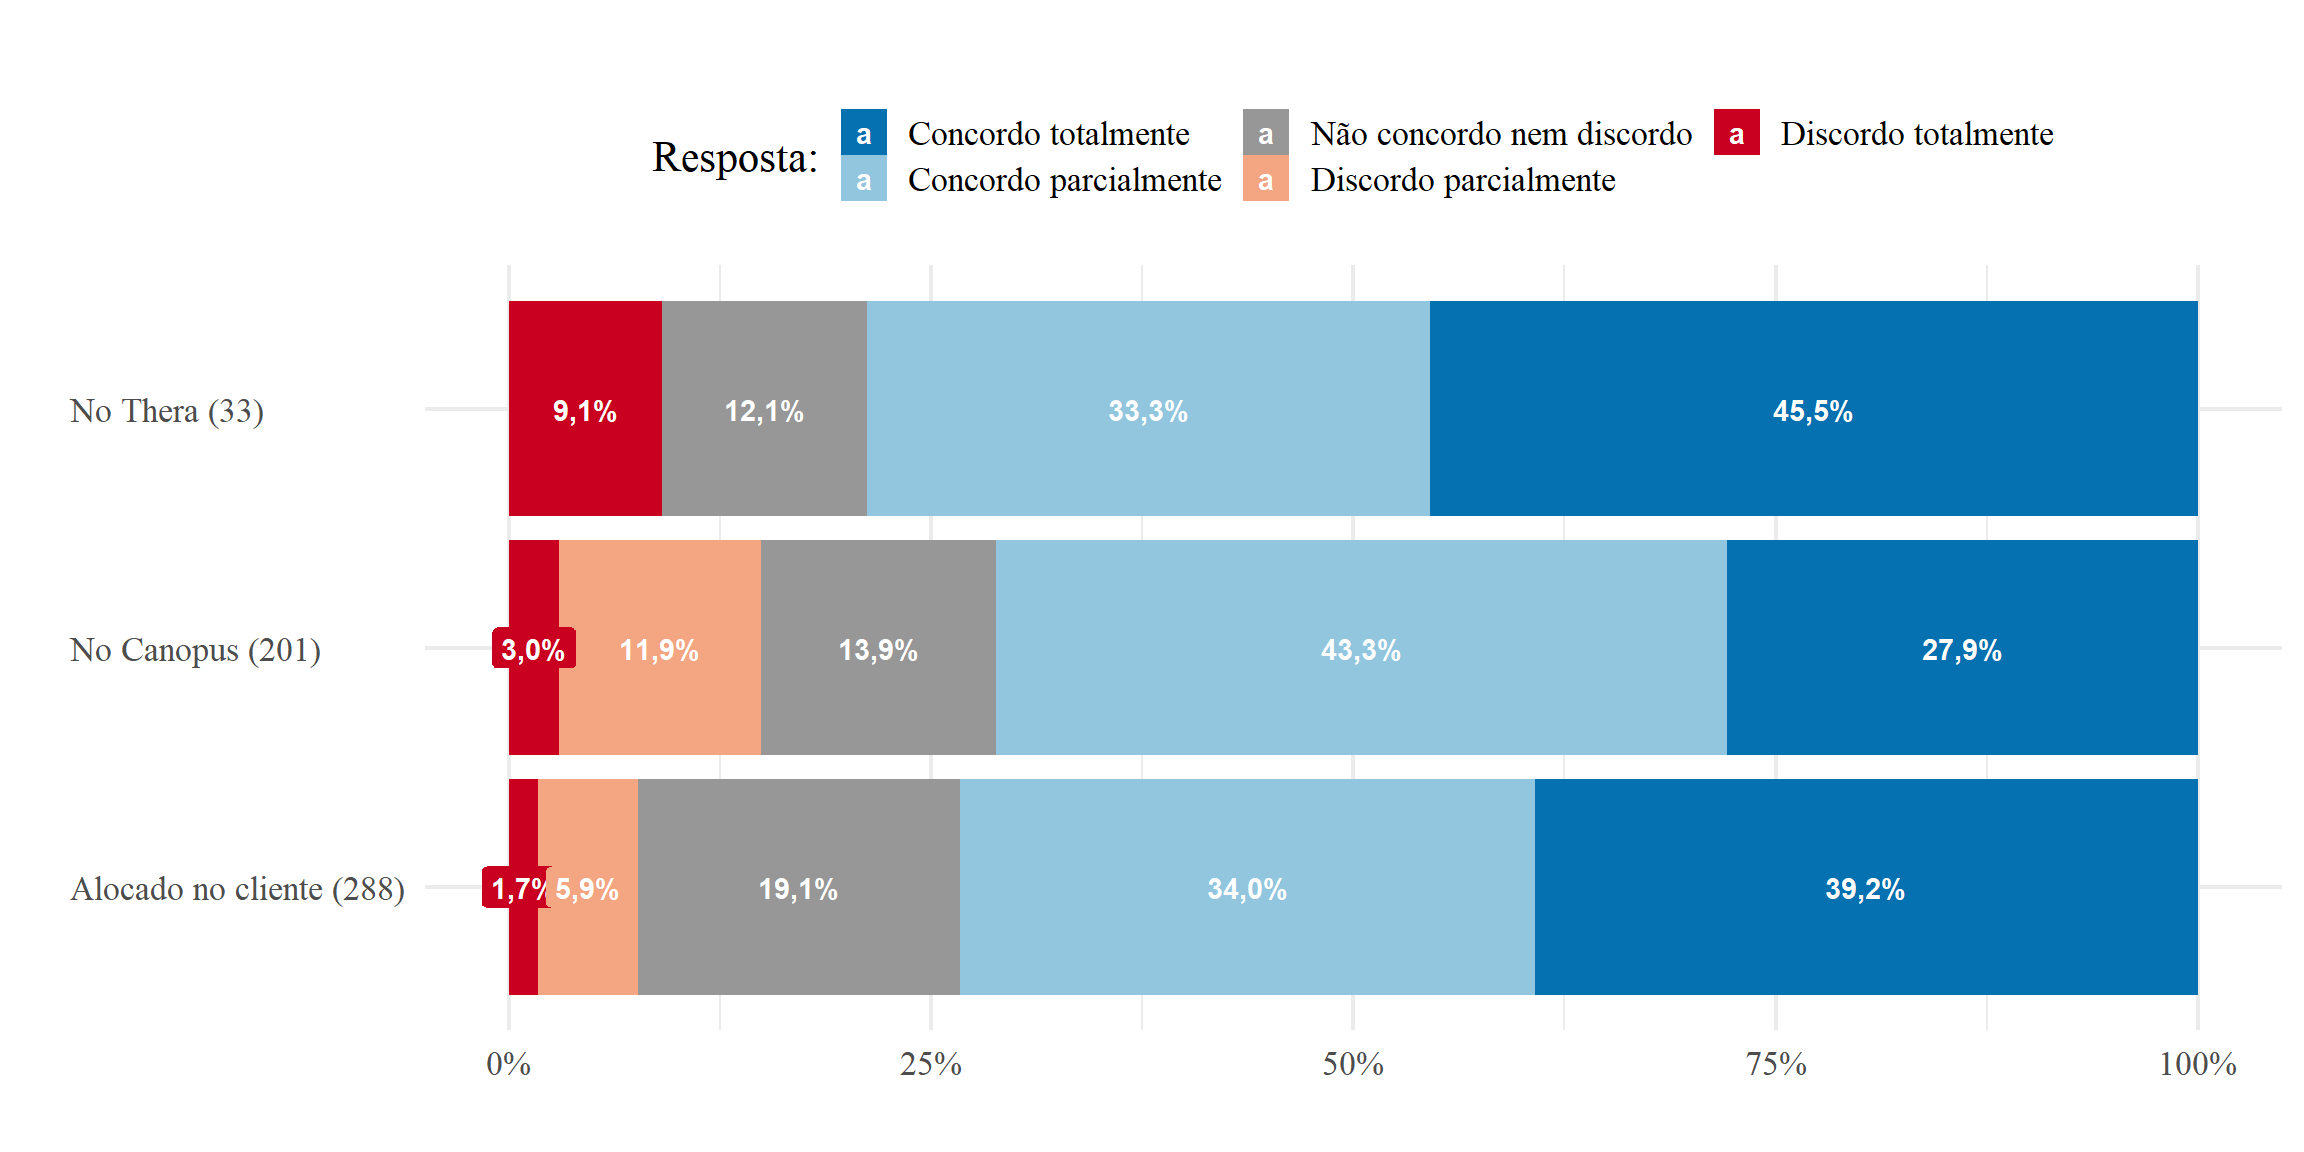 Resposta:
a Concordo totalmente
a Concordo parcialmente
a Não concordo nem discordo
a Discordo parcialmente
a Discordo totalmente
No Thera (33)
9,1% 12,1% 33,3% 45,5%
No Canopus (201)
3,0% 11,9% 13,9% 43,3% 27,9%
Alocado no cliente (288)
1,7% 5,9% 19,1% 34,0% 39,2%
0% 25% 50% 75% 100%